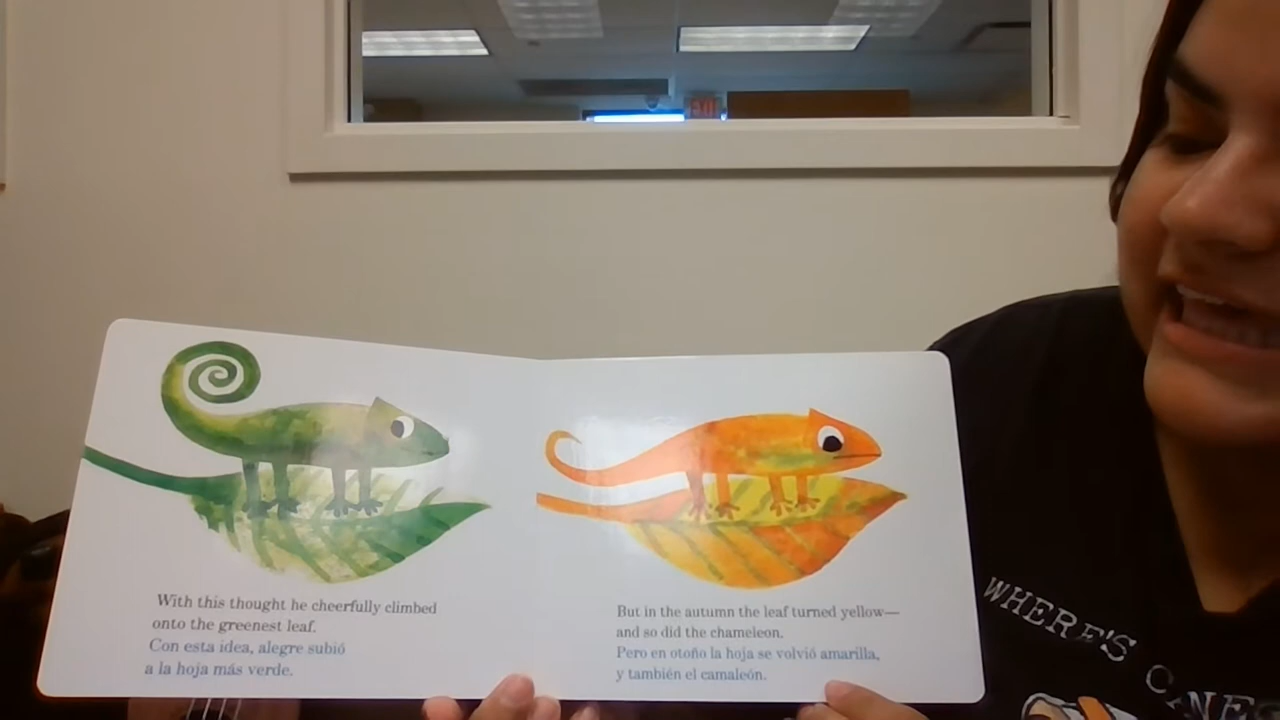 EXIT
With this thought he cheerfully climbed
onto the greenest leaf.
Con esta idea, alegre subió
a la hoja más verde.
But in the autumn the leaf turned yellow—
and so did the chameleon.
Pero en otoño la hoja se volvió amarilla,
y también el camaleón.
WHERE'S